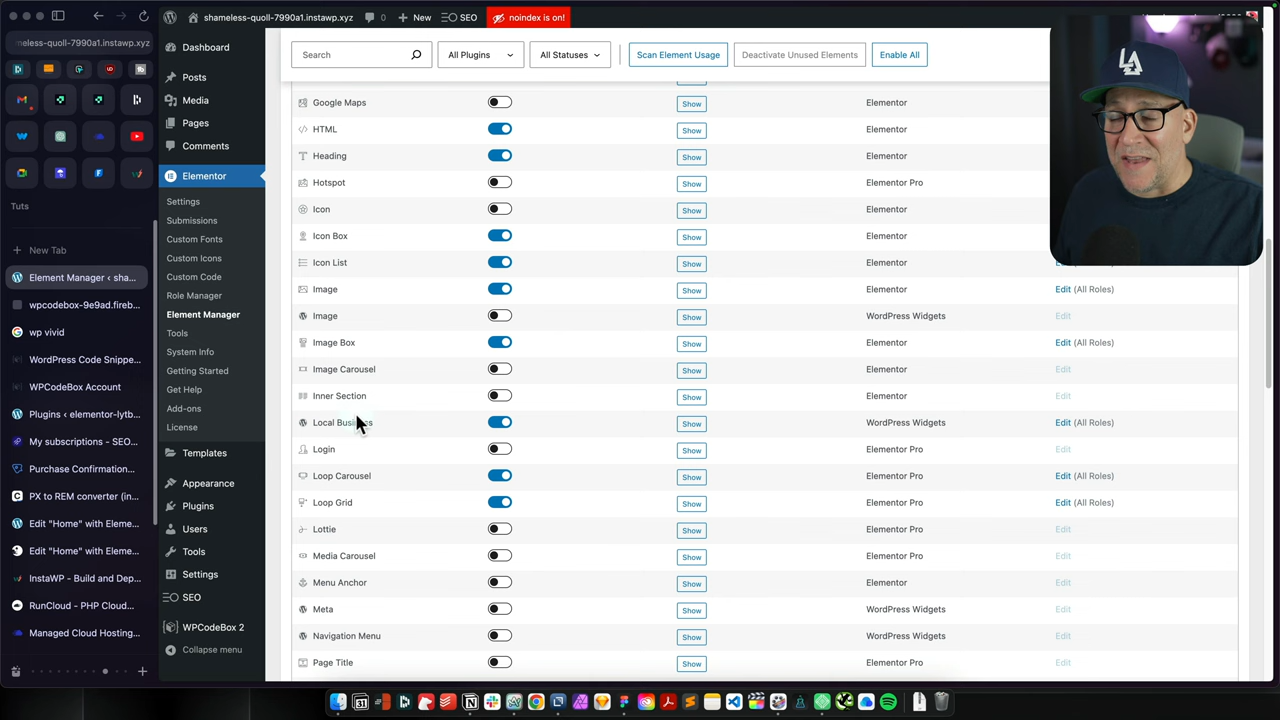 shameless-quoll-7990a1.instawp.xyz
0
New
SEO
noindex is on!
meless-quoll-7990a1.instawp.xyz
Tuts
New Tab
Element Manager ‹ sha...
wpcodebox-9e9ad.fireb...
wp vivid
WordPress Code Snippe...
WPCodeBox Account
Plugins ‹ elementor-lytb...
My subscriptions - SEO...
Purchase Confirmation...
PX to REM converter (in...
Edit "Home" with Eleme...
Edit "Home" with Eleme...
InstaWP - Build and Dep...
RunCloud - PHP Cloud...
Managed Cloud Hosting...
Dashboard
Posts
Media
Pages
Comments
Elementor
Settings
Submissions
Custom Fonts
Custom Icons
Custom Code
Role Manager
Element Manager
Tools
System Info
Getting Started
Get Help
Add-ons
License
Templates
Appearance
Plugins
Users
Tools
Settings
SEO
WPCodeBox 2
Collapse menu
Search
All Plugins
All Statuses
Scan Element Usage
Deactivate Unused Elements
Enable All
Google Maps Show Elementor
HTML Show Elementor
Heading Show Elementor
Hotspot Show Elementor Pro
Icon Show Elementor
Icon Box Show Elementor
Icon List Show Elementor
Image Show Elementor Edit (All Roles)
Image Show WordPress Widgets Edit
Image Box Show Elementor Edit (All Roles)
Image Carousel Show Elementor Edit
Inner Section Show Elementor Edit
Local Business Show WordPress Widgets Edit (All Roles)
Login Show Elementor Pro Edit
Loop Carousel Show Elementor Pro Edit (All Roles)
Loop Grid Show Elementor Pro Edit (All Roles)
Lottie Show Elementor Pro Edit
Media Carousel Show Elementor Pro Edit
Menu Anchor Show Elementor Edit
Meta Show WordPress Widgets Edit
Navigation Menu Show WordPress Widgets Edit
Page Title Show Elementor Pro Edit
LA